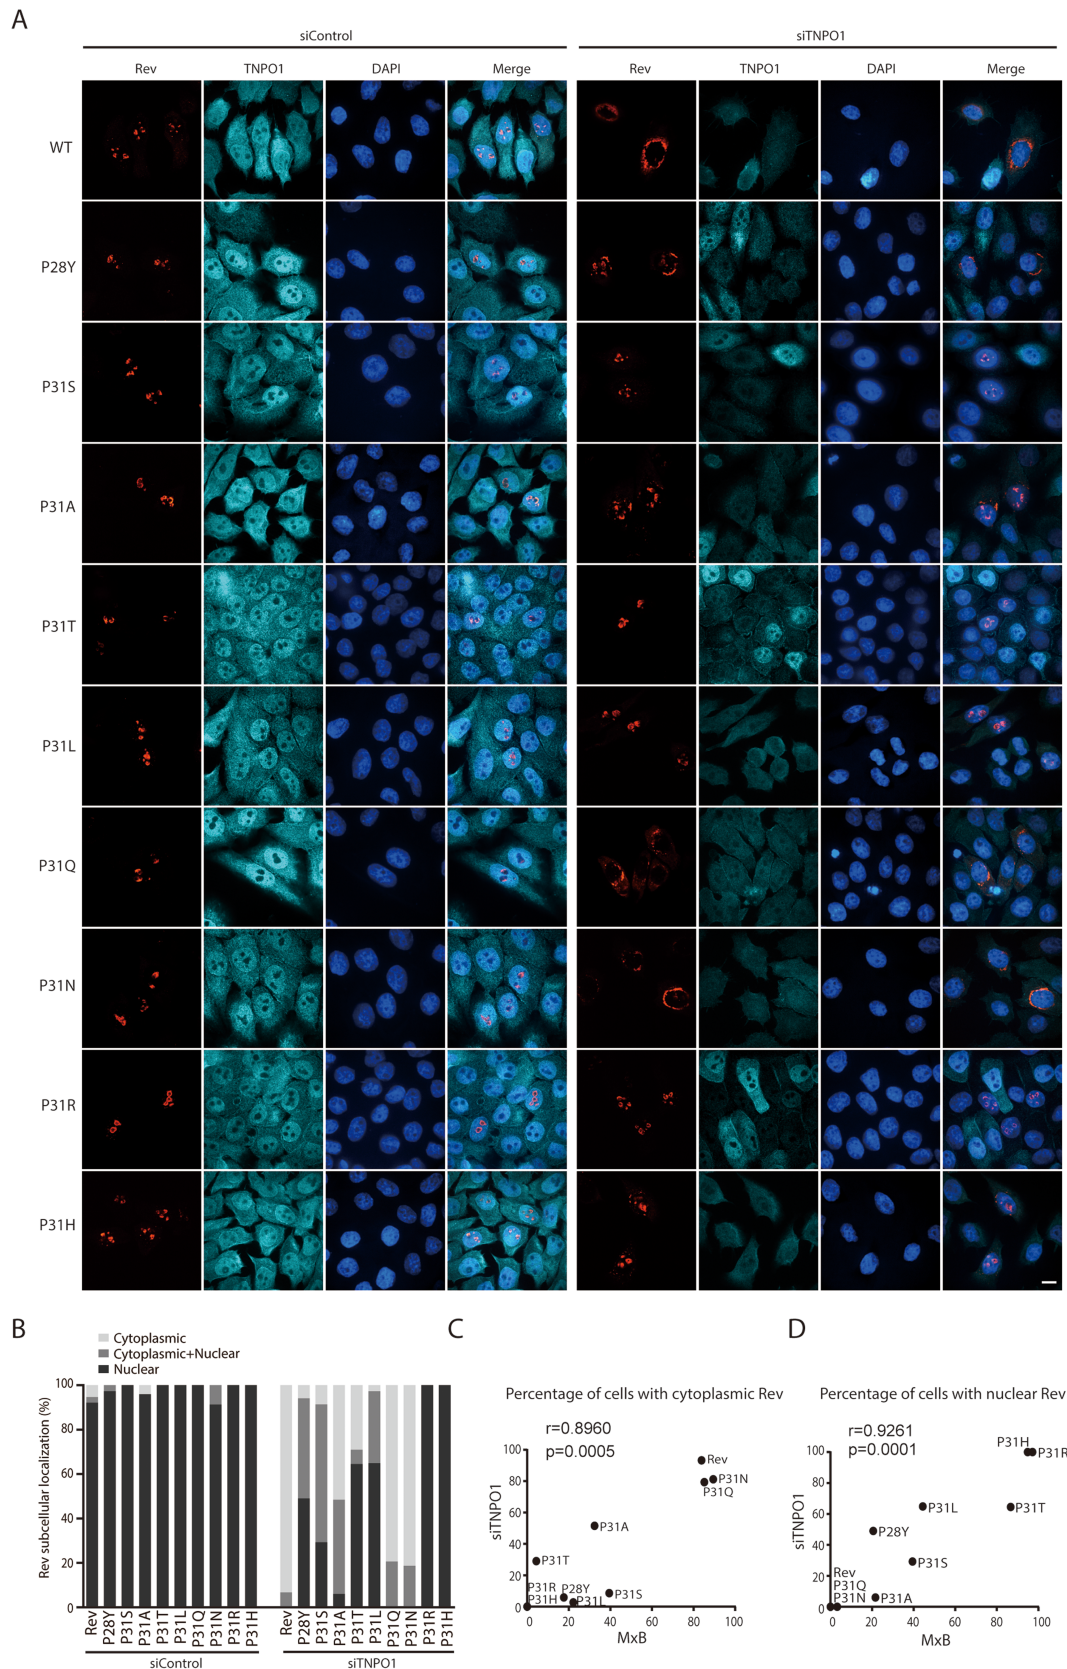 A
siControl
siTNPO1
Rev TNPO1 DAPI Merge
Rev TNPO1 DAPI Merge
WT
P28Y
P31S
P31A
P31T
P31L
P31Q
P31N
P31R
P31H
B
Cytoplasmic
Cytoplasmic+Nuclear
Nuclear
Rev subcellular localization (%)
100
80
60
40
20
0
Rev P28Y P31S P31A P31T P31L P31Q P31N P31R P31H
siControl
Rev P28Y P31S P31A P31T P31L P31Q P31N P31R P31H
siTNPO1
C
Percentage of cells with cytoplasmic Rev
r=0.8960
p=0.0005
siTNPO1
100
80
60
40
20
0
Rev
P31N
P31Q
P31A
P31T
P31R
P31H
P28Y
P31L
P31S
0 20 40 60 80 100
MxB
D
Percentage of cells with nuclear Rev
r=0.9261
p=0.0001
siTNPO1
100
80
60
40
20
0
P31H
P31R
P31L
P31T
P28Y
P31S
Rev
P31Q
P31N
P31A
0 20 40 60 80 100
MxB